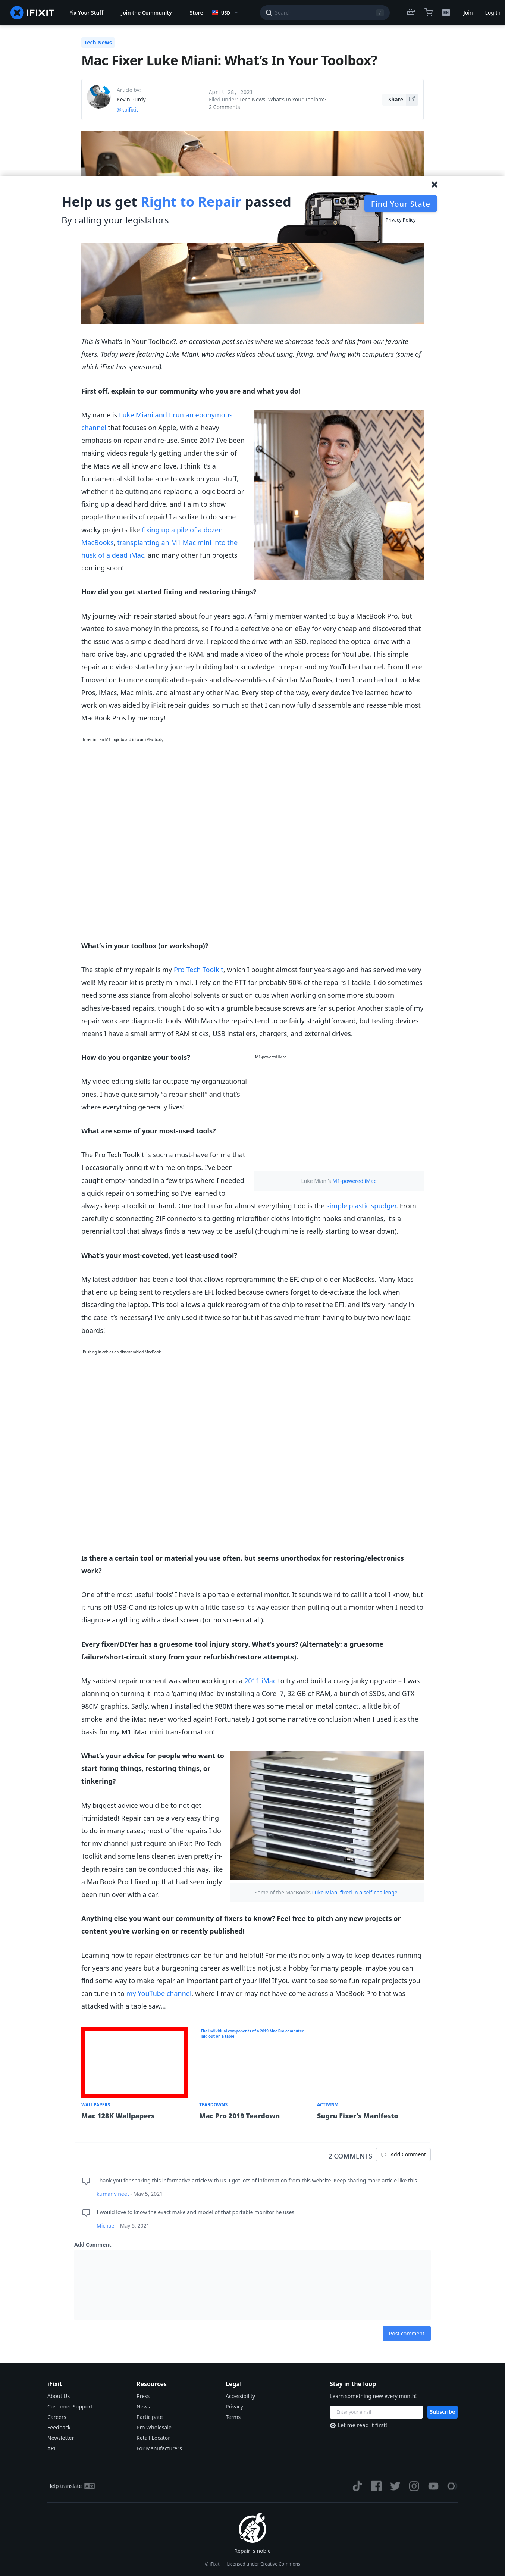 IFIXIT
Fix Your Stuff
Join the Community
Store
USD
Search
/
EN
Join
Log In
Tech News
Mac Fixer Luke Miani: What's In Your Toolbox?
Article by:
Kevin Purdy
@kpifixit
April 28, 2021
Filed under: Tech News, What's In Your Toolbox?
2 Comments
Share
Help us get Right to Repair passed
By calling your legislators
Find Your State
Privacy Policy
This is What's In Your Toolbox?, an occasional post series where we showcase tools and tips from our favorite
fixers. Today we're featuring Luke Miani, who makes videos about using, fixing, and living with computers (some of
which iFixit has sponsored).
First off, explain to our community who you are and what you do!
My name is Luke Miani and I run an eponymous
channel that focuses on Apple, with a heavy
emphasis on repair and re-use. Since 2017 I've been
making videos regularly getting under the skin of
the Macs we all know and love. I think it's a
fundamental skill to be able to work on your stuff,
whether it be gutting and replacing a logic board or
fixing up a dead hard drive, and I aim to show
people the merits of repair! I also like to do some
wacky projects like fixing up a pile of a dozen
MacBooks, transplanting an M1 Mac mini into the
husk of a dead iMac, and many other fun projects
coming soon!
How did you get started fixing and restoring things?
My journey with repair started about four years ago. A family member wanted to buy a MacBook Pro, but
wanted to save money in the process, so I found a defective one on eBay for very cheap and discovered that
the issue was a simple dead hard drive. I replaced the drive with an SSD, replaced the optical drive with a
hard drive bay, and upgraded the RAM, and made a video of the whole process for YouTube. This simple
repair and video started my journey building both knowledge in repair and my YouTube channel. From there
I moved on to more complicated repairs and disassemblies of similar MacBooks, then I branched out to Mac
Pros, iMacs, Mac minis, and almost any other Mac. Every step of the way, every device I've learned how to
work on was aided by iFixit repair guides, so much so that I can now fully disassemble and reassemble most
MacBook Pros by memory!
Inserting an M1 logic board into an iMac body
What's in your toolbox (or workshop)?
The staple of my repair is my Pro Tech Toolkit, which I bought almost four years ago and has served me very
well! My repair kit is pretty minimal, I rely on the PTT for probably 90% of the repairs I tackle. I do sometimes
need some assistance from alcohol solvents or suction cups when working on some more stubborn
adhesive-based repairs, though I do so with a grumble because screws are far superior. Another staple of my
repair work are diagnostic tools. With Macs the repairs tend to be fairly straightforward, but testing devices
means I have a small army of RAM sticks, USB installers, chargers, and external drives.
How do you organize your tools?
M1-powered iMac
My video editing skills far outpace my organizational
ones, I have quite simply "a repair shelf" and that's
where everything generally lives!
What are some of your most-used tools?
The Pro Tech Toolkit is such a must-have for me that
I occasionally bring it with me on trips. I've been
caught empty-handed in a few trips where I needed
a quick repair on something so I've learned to
Luke Miani's M1-powered iMac
always keep a toolkit on hand. One tool I use for almost everything I do is the simple plastic spudger. From
carefully disconnecting ZIF connectors to getting microfiber cloths into tight nooks and crannies, it's a
perennial tool that always finds a new way to be useful (though mine is really starting to wear down).
What's your most-coveted, yet least-used tool?
My latest addition has been a tool that allows reprogramming the EFI chip of older MacBooks. Many Macs
that end up being sent to recyclers are EFI locked because owners forget to de-activate the lock when
discarding the laptop. This tool allows a quick reprogram of the chip to reset the EFI, and it's very handy in
the case it's necessary! I've only used it twice so far but it has saved me from having to buy two new logic
boards!
Pushing in cables on disassembled MacBook
Is there a certain tool or material you use often, but seems unorthodox for restoring/electronics
work?
One of the most useful 'tools' I have is a portable external monitor. It sounds weird to call it a tool I know, but
it runs off USB-C and its folds up with a little case so it's way easier than pulling out a monitor when I need to
diagnose anything with a dead screen (or no screen at all).
Every fixer/DIYer has a gruesome tool injury story. What's yours? (Alternately: a gruesome
failure/short-circuit story from your refurbish/restore attempts).
My saddest repair moment was when working on a 2011 iMac to try and build a crazy janky upgrade – I was
planning on turning it into a 'gaming iMac' by installing a Core i7, 32 GB of RAM, a bunch of SSDs, and GTX
980M graphics. Sadly, when I installed the 980M there was some metal on metal contact, a little bit of
smoke, and the iMac never worked again! Fortunately I got some narrative conclusion when I used it as the
basis for my M1 iMac mini transformation!
What's your advice for people who want to
start fixing things, restoring things, or
tinkering?
My biggest advice would be to not get
intimidated! Repair can be a very easy thing
to do in many cases; most of the repairs I do
for my channel just require an iFixit Pro Tech
Toolkit and some lens cleaner. Even pretty in-
depth repairs can be conducted this way, like
a MacBook Pro I fixed up that had seemingly
been run over with a car!
Some of the MacBooks Luke Miani fixed in a self-challenge.
Anything else you want our community of fixers to know? Feel free to pitch any new projects or
content you're working on or recently published!
Learning how to repair electronics can be fun and helpful! For me it's not only a way to keep devices running
for years and years but a burgeoning career as well! It's not just a hobby for many people, maybe you can
find some way to make repair an important part of your life! If you want to see some fun repair projects you
can tune in to my YouTube channel, where I may or may not have come across a MacBook Pro that was
attacked with a table saw…
The individual components of a 2019 Mac Pro computer
laid out on a table.
WALLPAPERS
Mac 128K Wallpapers
TEARDOWNS
Mac Pro 2019 Teardown
ACTIVISM
Sugru Fixer's Manifesto
2 COMMENTS
Add Comment
Thank you for sharing this informative article with us. I got lots of information from this website. Keep sharing more article like this.
kumar vineet - May 5, 2021
I would love to know the exact make and model of that portable monitor he uses.
Michael - May 5, 2021
Add Comment
Post comment
iFixit
About Us
Customer Support
Careers
Feedback
Newsletter
API
Resources
Press
News
Participate
Pro Wholesale
Retail Locator
For Manufacturers
Legal
Accessibility
Privacy
Terms
Stay in the loop
Learn something new every month!
Enter your email
Subscribe
Let me read it first!
Help translate
Repair is noble
© iFixit — Licensed under Creative Commons